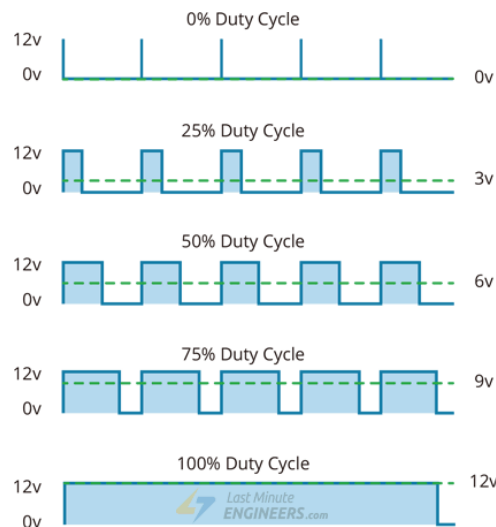 0% Duty Cycle
12v
0v
0v
25% Duty Cycle
12v
0v
3v
50% Duty Cycle
12v
0v
6v
75% Duty Cycle
12v
0v
9v
100% Duty Cycle
12v
0v
12v
Last Minute
ENGINEERS.com